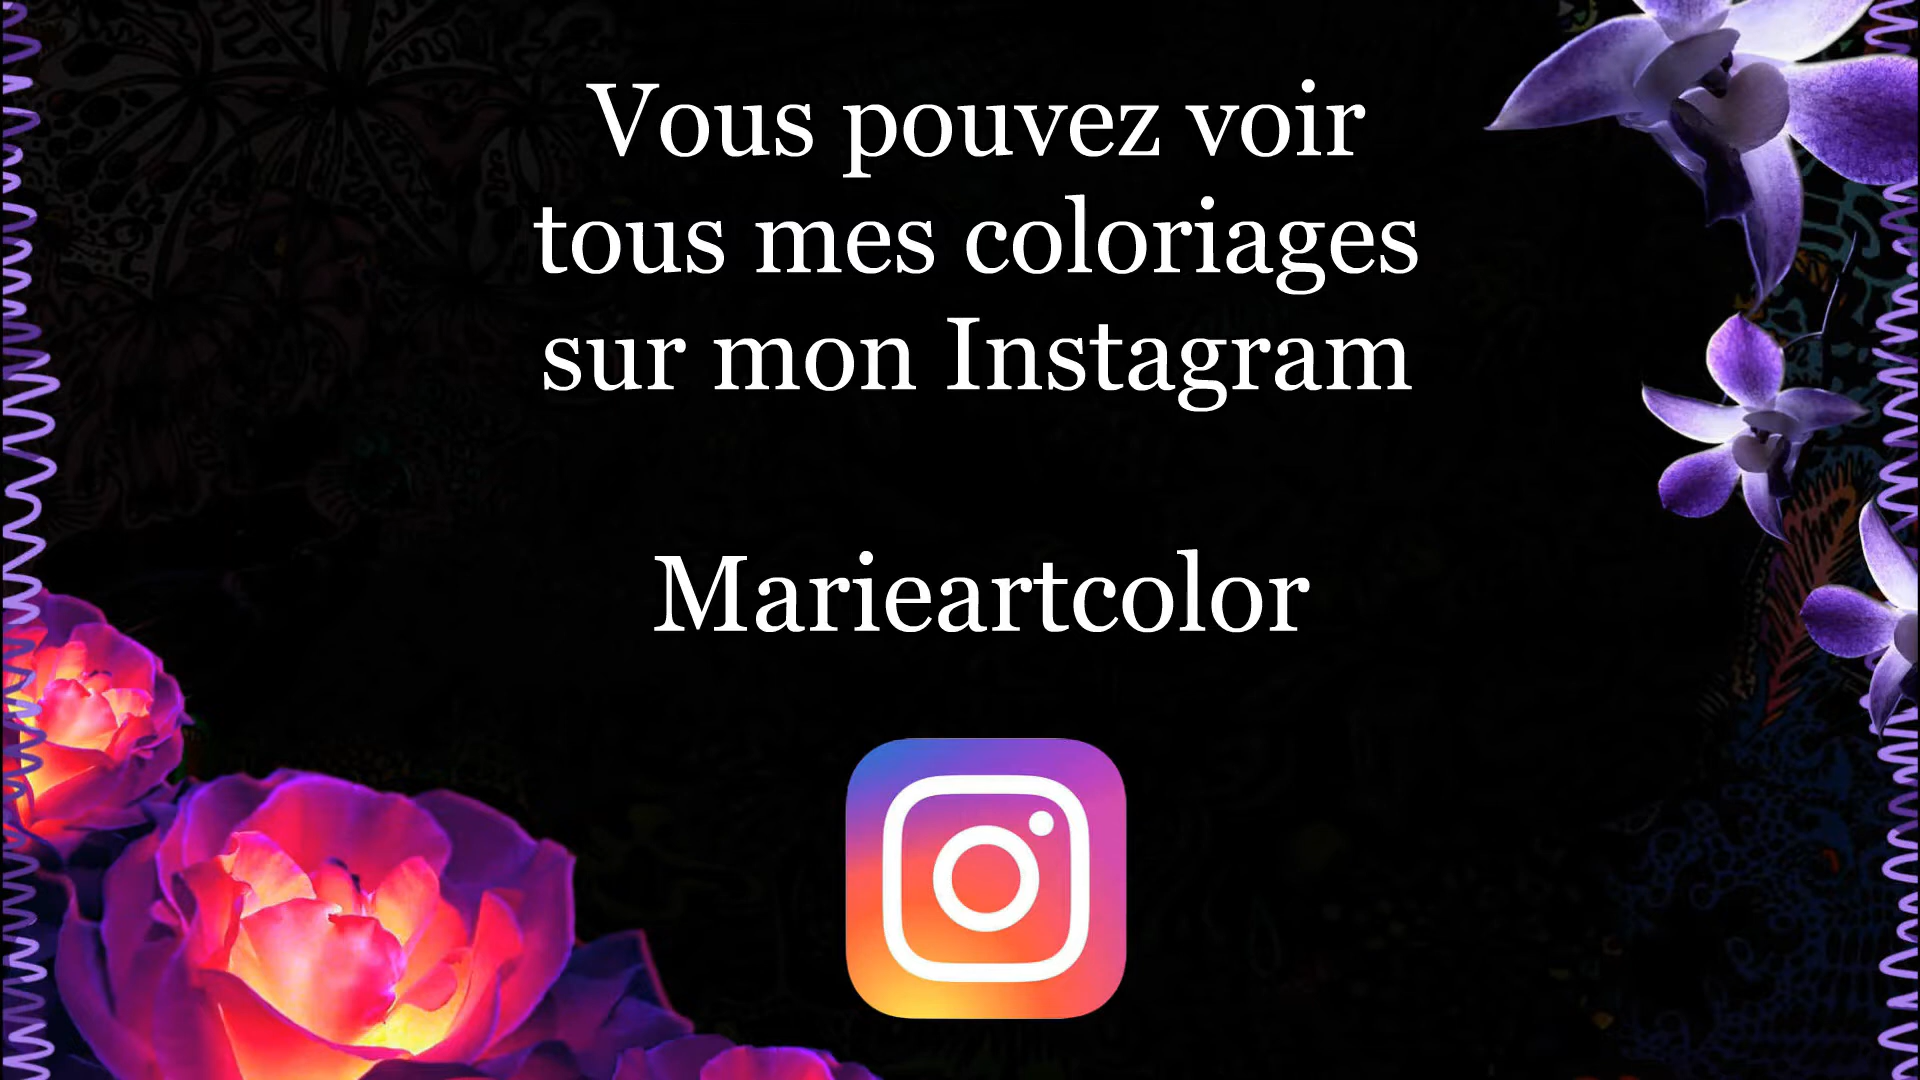 Vous pouvez voir
tous mes coloriages
sur mon Instagram
Marieartcolor